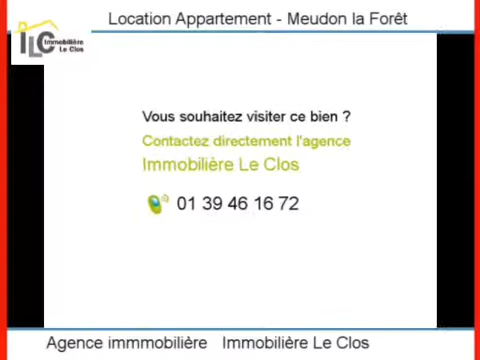 Location Appartement - Meudon la Forêt
ILC Immobilière
Le Clos
Vous souhaitez visiter ce bien ?
Contactez directement l'agence
Immobilière Le Clos
01 39 46 16 72
Agence immmobilière Immobilière Le Clos